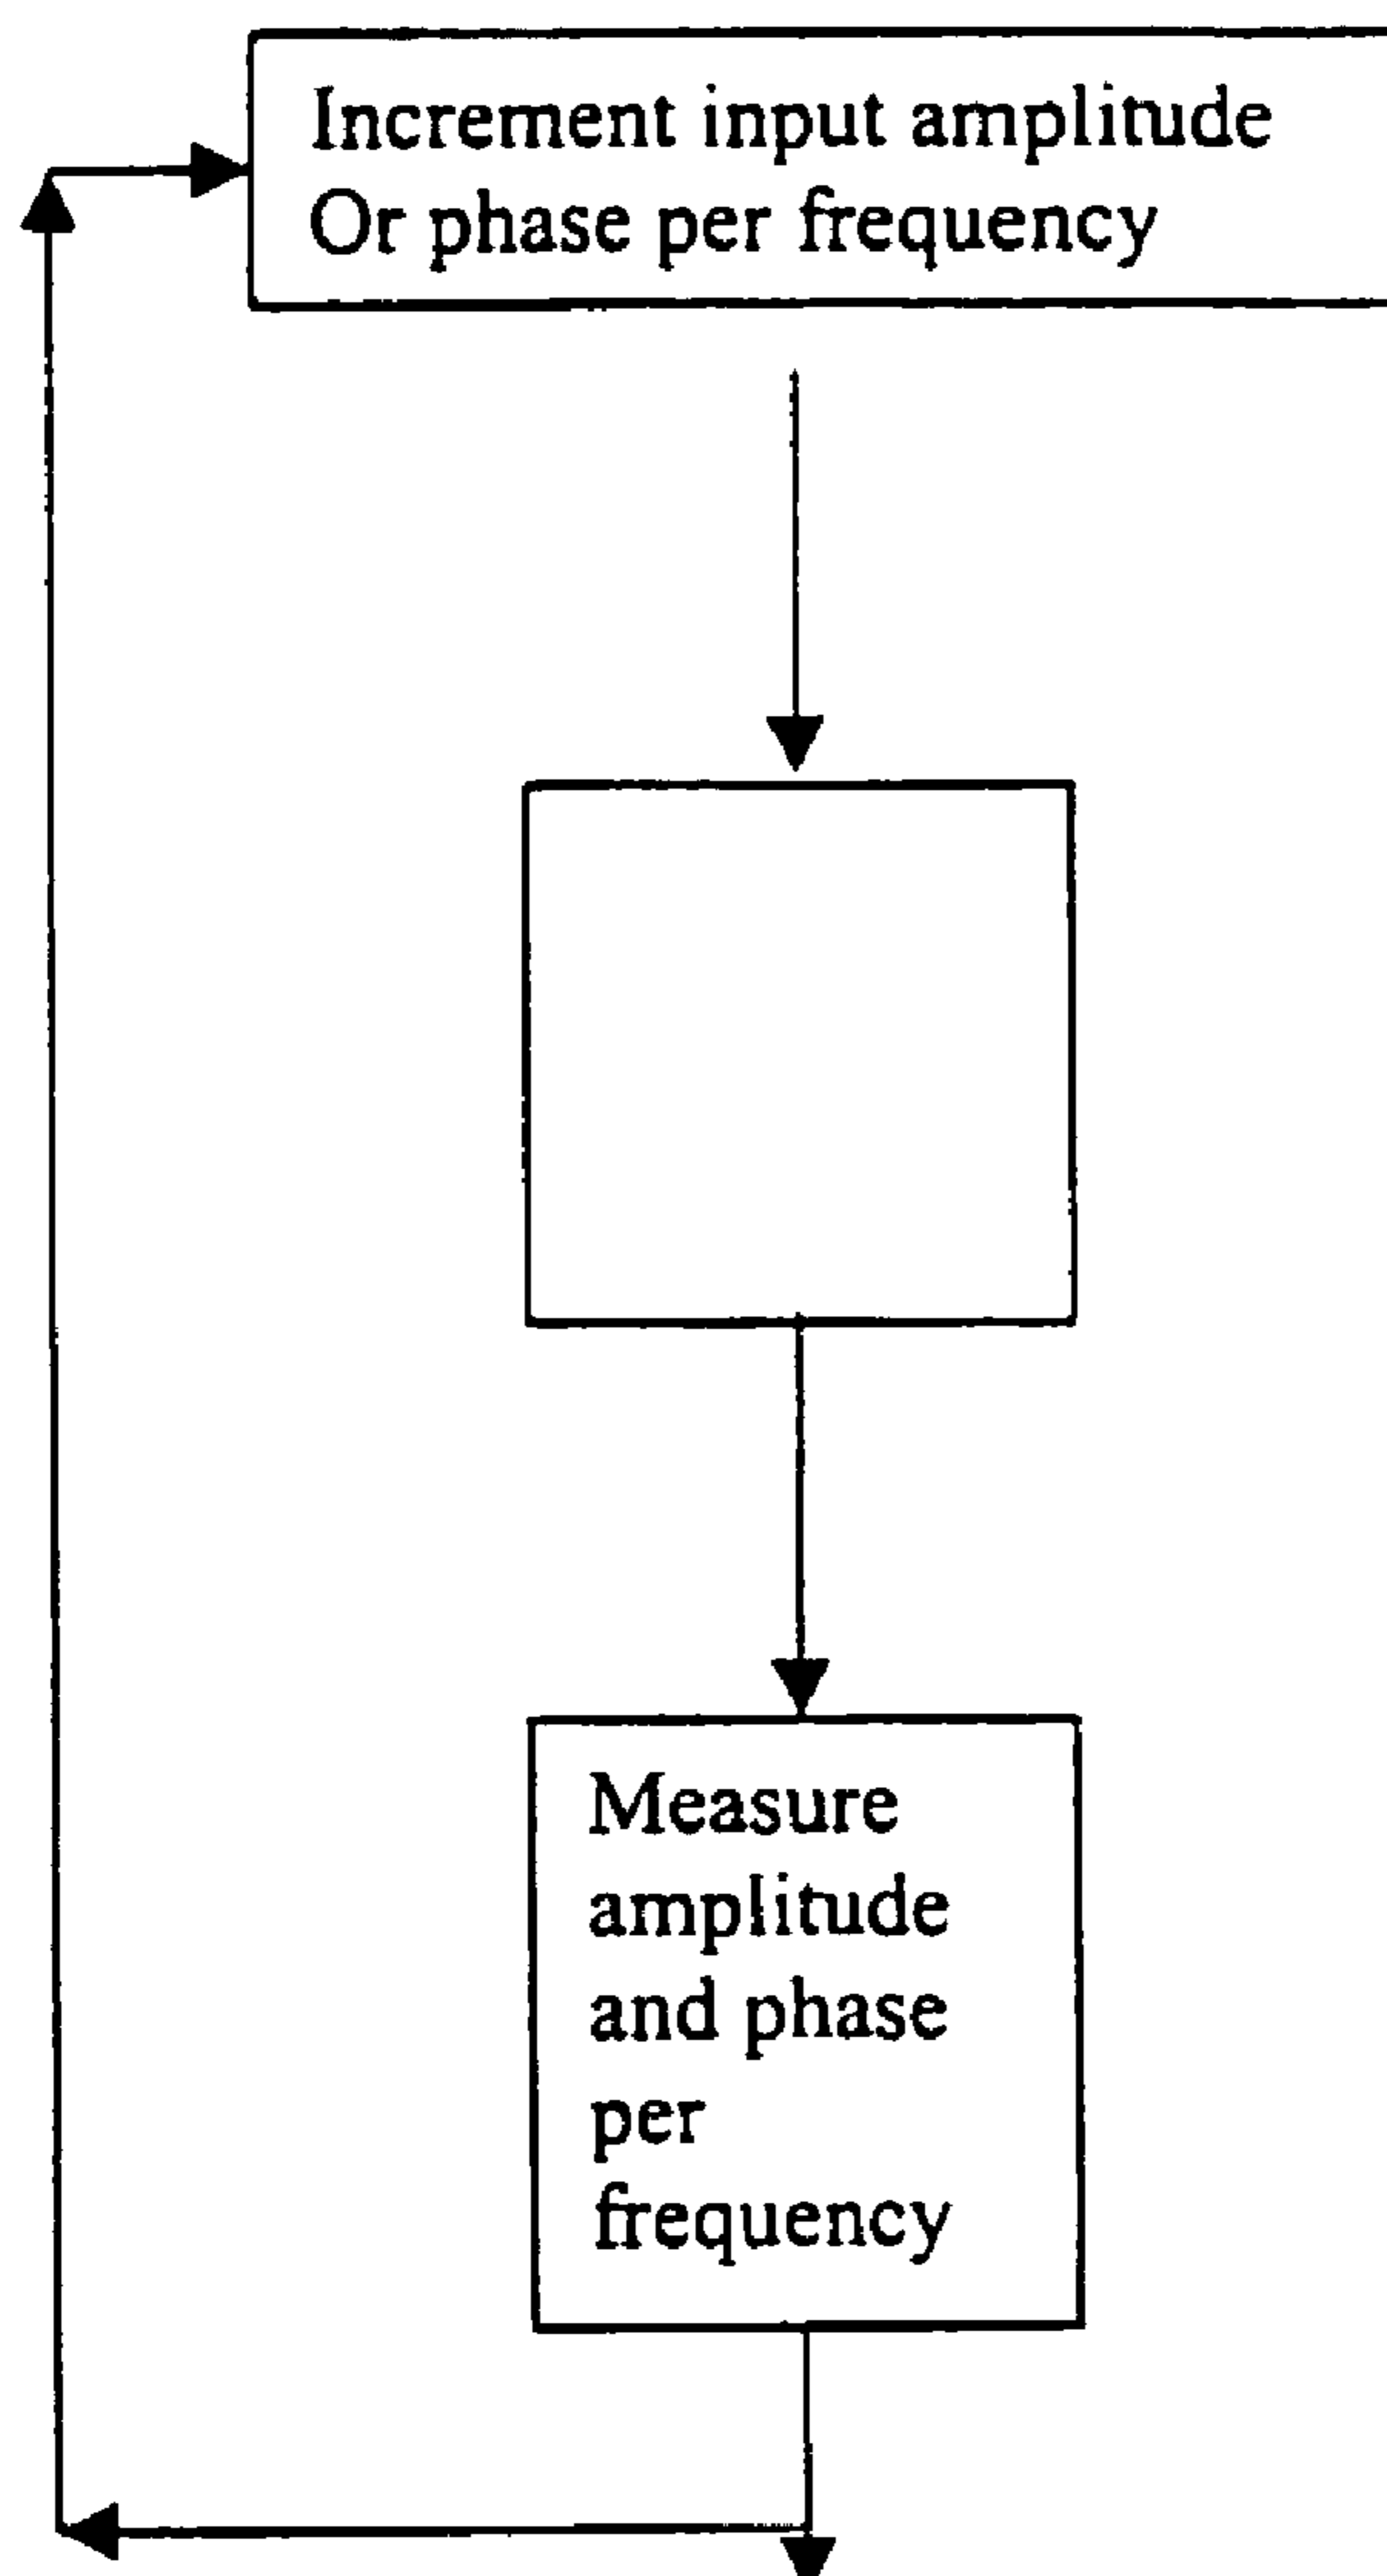 Increment input amplitude
Or phase per frequency
Measure
amplitude
and phase
per
frequency